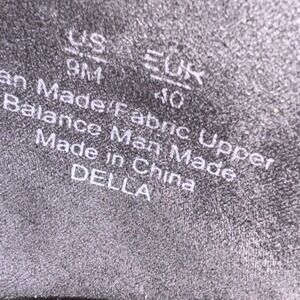 US EUR
9M 40
an Made/Fabric Upper
Balance Man Made
Made in China
DELLA